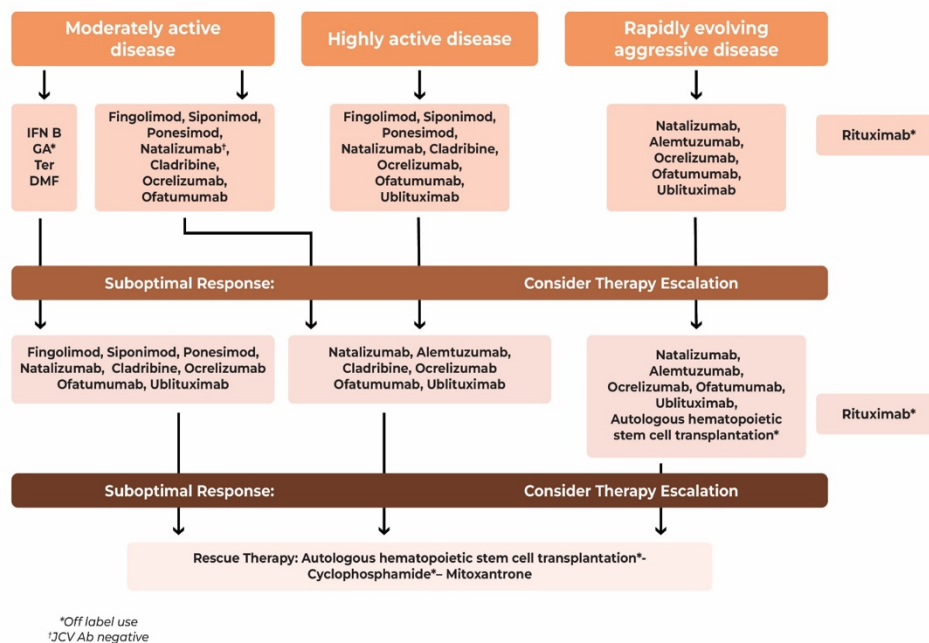 Moderately active
disease
Highly active disease
Rapidly evolving
aggressive disease
IFN B
GA*
Ter
DMF
Fingolimod, Siponimod,
Ponesimod,
Natalizumab†,
Cladribine,
Ocrelizumab,
Ofatumumab
Fingolimod, Siponimod,
Ponesimod,
Natalizumab, Cladribine,
Ocrelizumab,
Ofatumumab,
Ublituximab
Natalizumab,
Alemtuzumab,
Ocrelizumab,
Ofatumumab,
Ublituximab
Rituximab*
Suboptimal Response: Consider Therapy Escalation
Fingolimod, Siponimod, Ponesimod,
Natalizumab, Cladribine, Ocrelizumab
Ofatumumab, Ublituximab
Natalizumab, Alemtuzumab,
Cladribine, Ocrelizumab
Ofatumumab, Ublituximab
Natalizumab,
Alemtuzumab,
Ocrelizumab, Ofatumumab,
Ublituximab,
Autologous hematopoietic
stem cell transplantation*
Rituximab*
Suboptimal Response: Consider Therapy Escalation
Rescue Therapy: Autologous hematopoietic stem cell transplantation*-
Cyclophosphamide*– Mitoxantrone
*Off label use
†JCV Ab negative